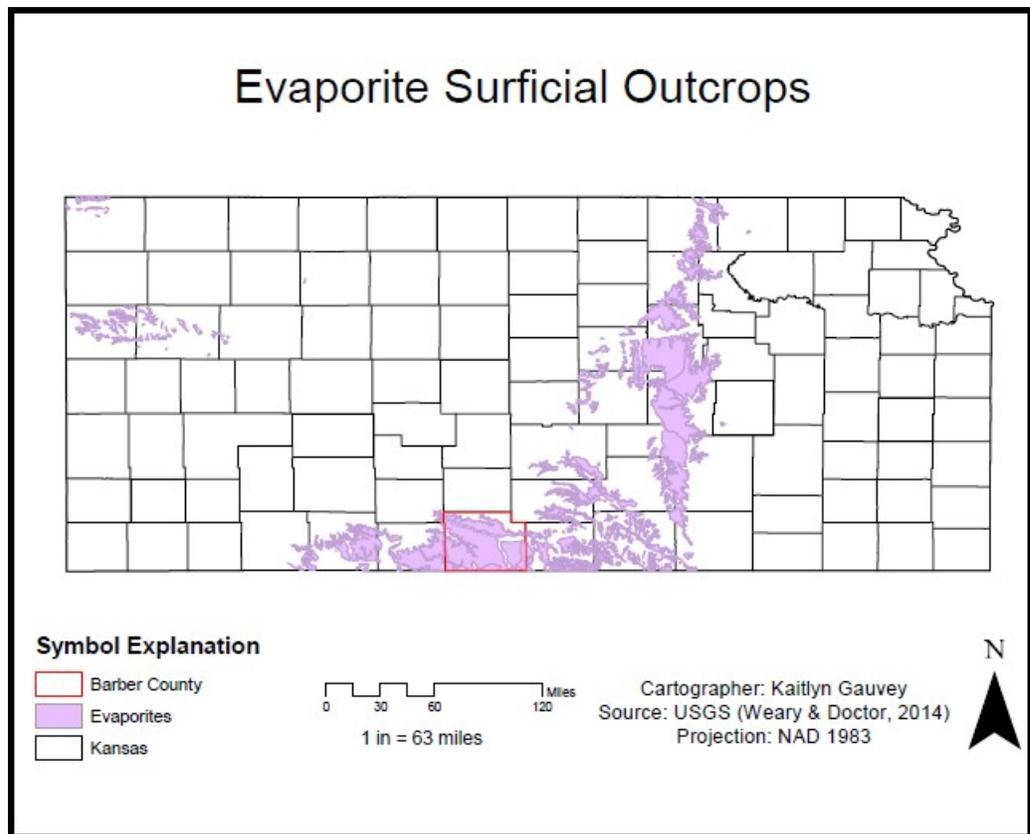 Evaporite Surficial Outcrops
Symbol Explanation
Barber County
Evaporites
Kansas
Miles
0 30 60 120
1 in = 63 miles
Cartographer: Kaitlyn Gauvey
Source: USGS (Weary & Doctor, 2014)
Projection: NAD 1983
N